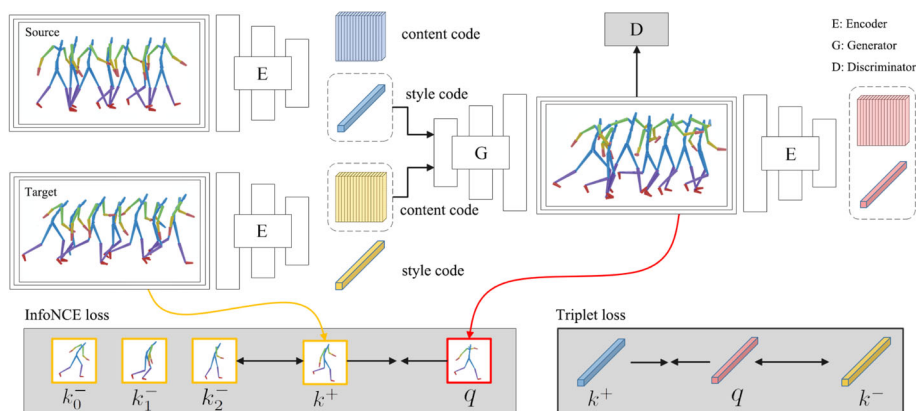 Source
E
content code
style code
D
E: Encoder
G: Generator
D: Discriminator
G
E
Target
E
content code
style code
InfoNCE loss
k₀⁻
k₁⁻
k₂⁻
k⁺
q
Triplet loss
k⁺
q
k⁻